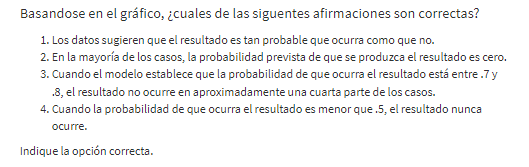 Basandose en el gráfico, ¿cuales de las siguentes afirmaciones son correctas?
1. Los datos sugieren que el resultado es tan probable que ocurra como que no.
2. En la mayoría de los casos, la probabilidad prevista de que se produzca el resultado es cero.
3. Cuando el modelo establece que la probabilidad de que ocurra el resultado está entre .7 y
.8, el resultado no ocurre en aproximadamente una cuarta parte de los casos.
4. Cuando la probabilidad de que ocurra el resultado es menor que .5, el resultado nunca
ocurre.
Indique la opción correcta.